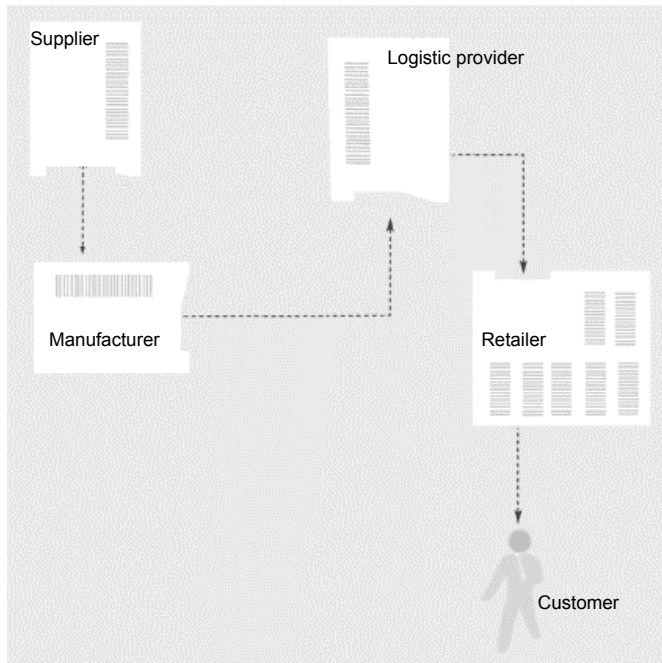 Supplier
Logistic provider
Manufacturer
Retailer
Customer